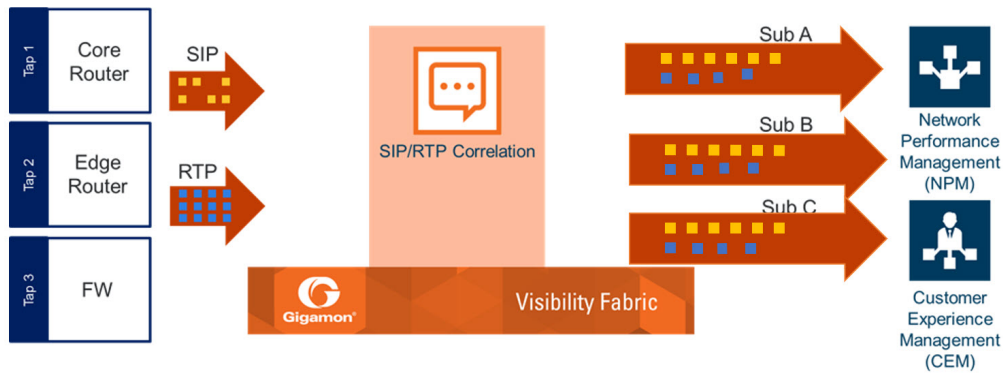 Tap 1
Core
Router
Tap 2
Edge
Router
Tap 3
FW
SIP
RTP
SIP/RTP Correlation
Gigamon®
Visibility Fabric
Sub A
Sub B
Sub C
Network
Performance
Management
(NPM)
Customer
Experience
Management
(CEM)